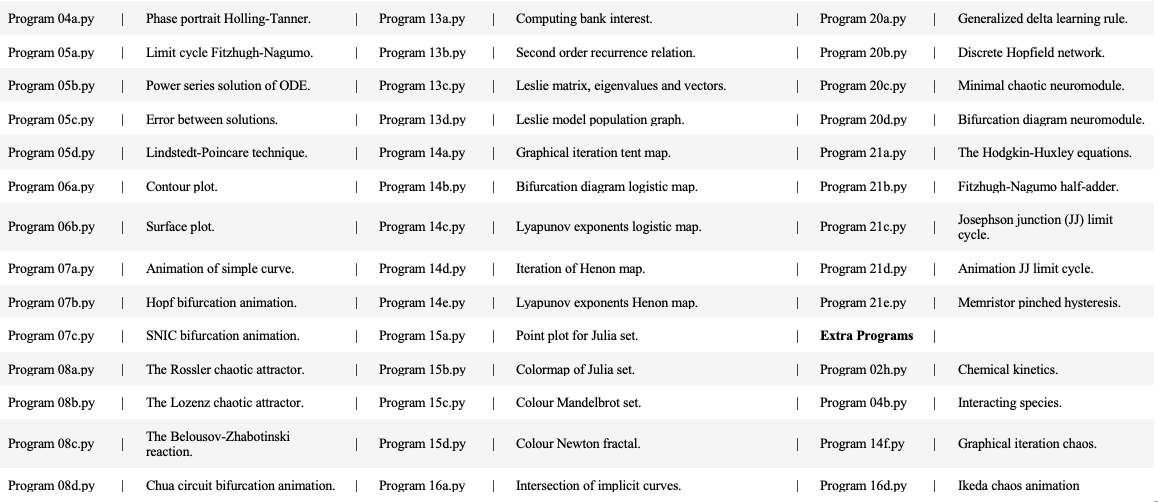 Program 04a.py | Phase portrait Holling-Tanner. | Program 13a.py | Computing bank interest. | Program 20a.py | Generalized delta learning rule.
Program 05a.py | Limit cycle Fitzhugh-Nagumo. | Program 13b.py | Second order recurrence relation. | Program 20b.py | Discrete Hopfield network.
Program 05b.py | Power series solution of ODE. | Program 13c.py | Leslie matrix, eigenvalues and vectors. | Program 20c.py | Minimal chaotic neuromodule.
Program 05c.py | Error between solutions. | Program 13d.py | Leslie model population graph. | Program 20d.py | Bifurcation diagram neuromodule.
Program 05d.py | Lindstedt-Poincare technique. | Program 14a.py | Graphical iteration tent map. | Program 21a.py | The Hodgkin-Huxley equations.
Program 06a.py | Contour plot. | Program 14b.py | Bifurcation diagram logistic map. | Program 21b.py | Fitzhugh-Nagumo half-adder.
Program 06b.py | Surface plot. | Program 14c.py | Lyapunov exponents logistic map. | Program 21c.py | Josephson junction (JJ) limit
cycle.
Program 07a.py | Animation of simple curve. | Program 14d.py | Iteration of Henon map. | Program 21d.py | Animation JJ limit cycle.
Program 07b.py | Hopf bifurcation animation. | Program 14e.py | Lyapunov exponents Henon map. | Program 21e.py | Memristor pinched hysteresis.
Program 07c.py | SNIC bifurcation animation. | Program 15a.py | Point plot for Julia set. | Extra Programs |
Program 08a.py | The Rossler chaotic attractor. | Program 15b.py | Colormap of Julia set. | Program 02h.py | Chemical kinetics.
Program 08b.py | The Lozenz chaotic attractor. | Program 15c.py | Colour Mandelbrot set. | Program 04b.py | Interacting species.
Program 08c.py | The Belousov-Zhabotinski
reaction. | Program 15d.py | Colour Newton fractal. | Program 14f.py | Graphical iteration chaos.
Program 08d.py | Chua circuit bifurcation animation. | Program 16a.py | Intersection of implicit curves. | Program 16d.py | Ikeda chaos animation